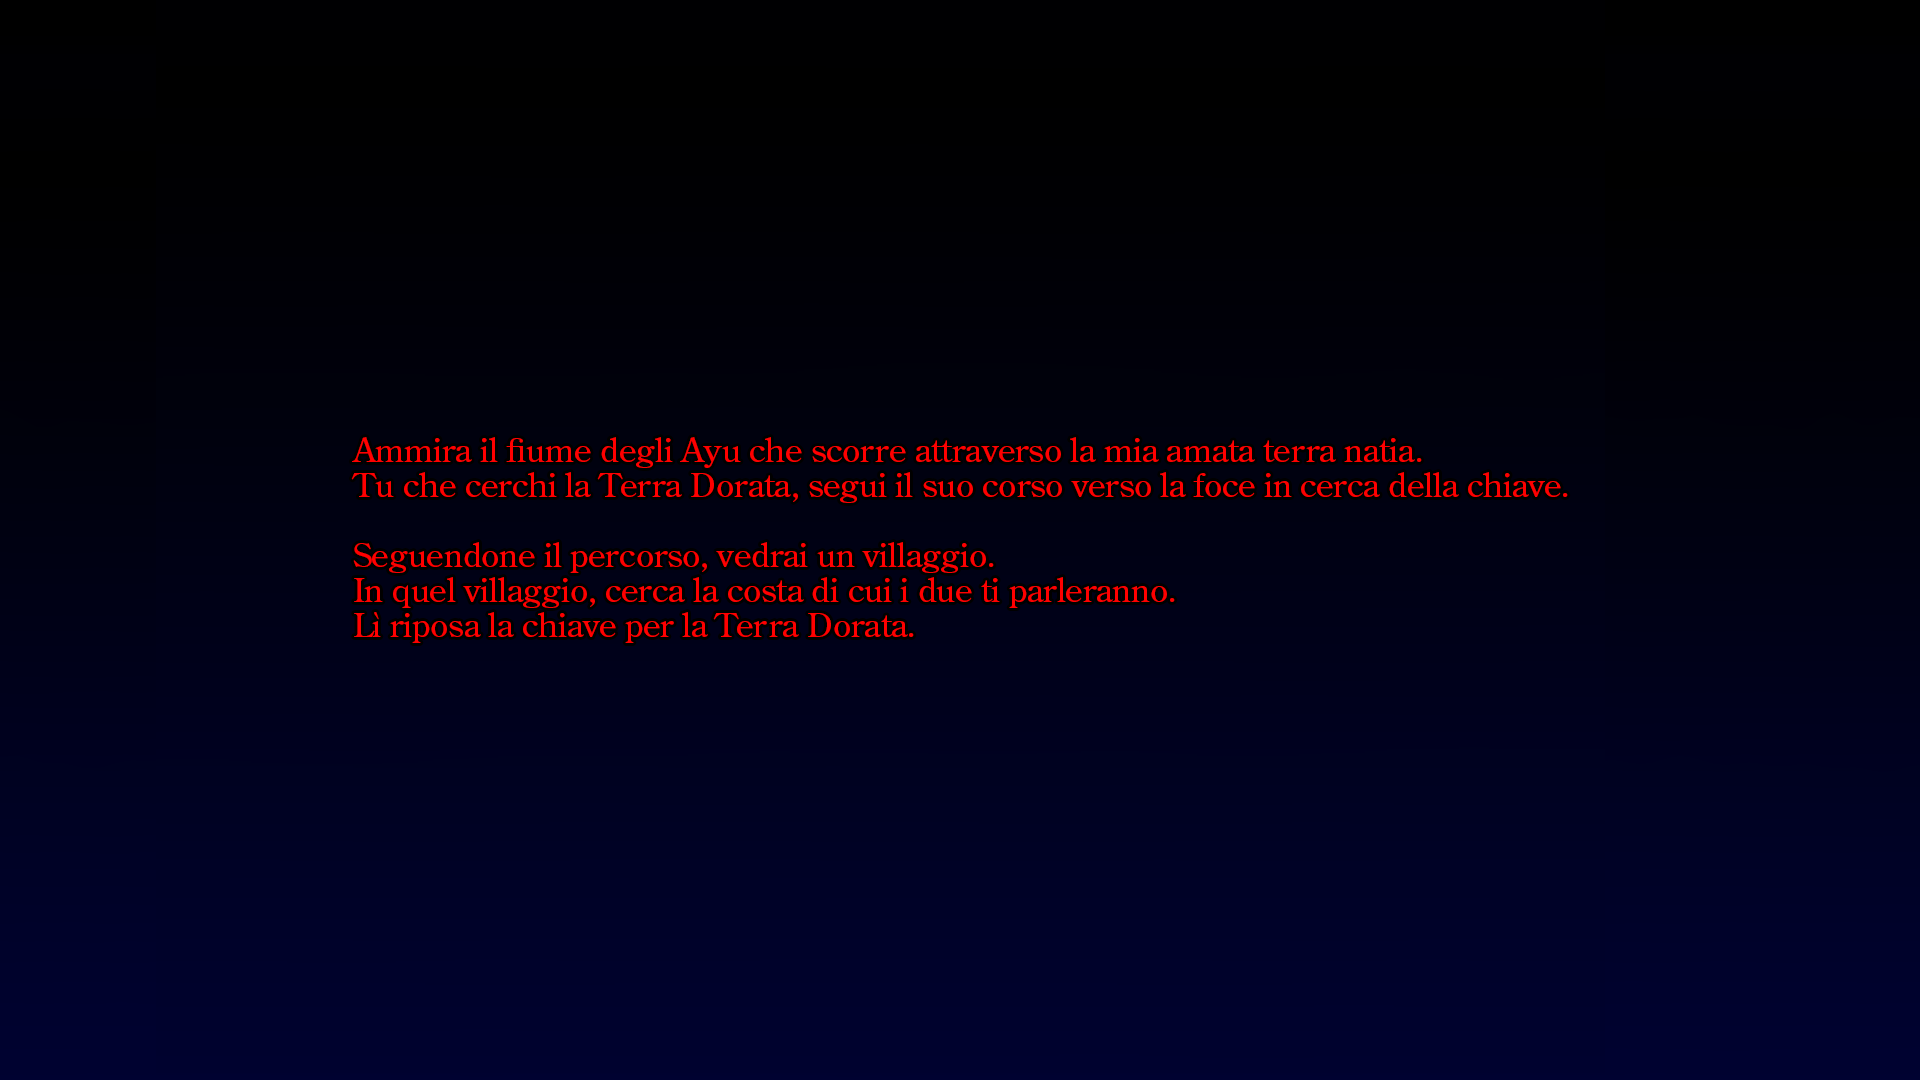 Ammira il fiume degli Ayu che scorre attraverso la mia amata terra natia.
Tu che cerchi la Terra Dorata, segui il suo corso verso la foce in cerca della chiave.
Seguendone il percorso, vedrai un villaggio.
In quel villaggio, cerca la costa di cui i due ti parleranno.
Lì riposa la chiave per la Terra Dorata.